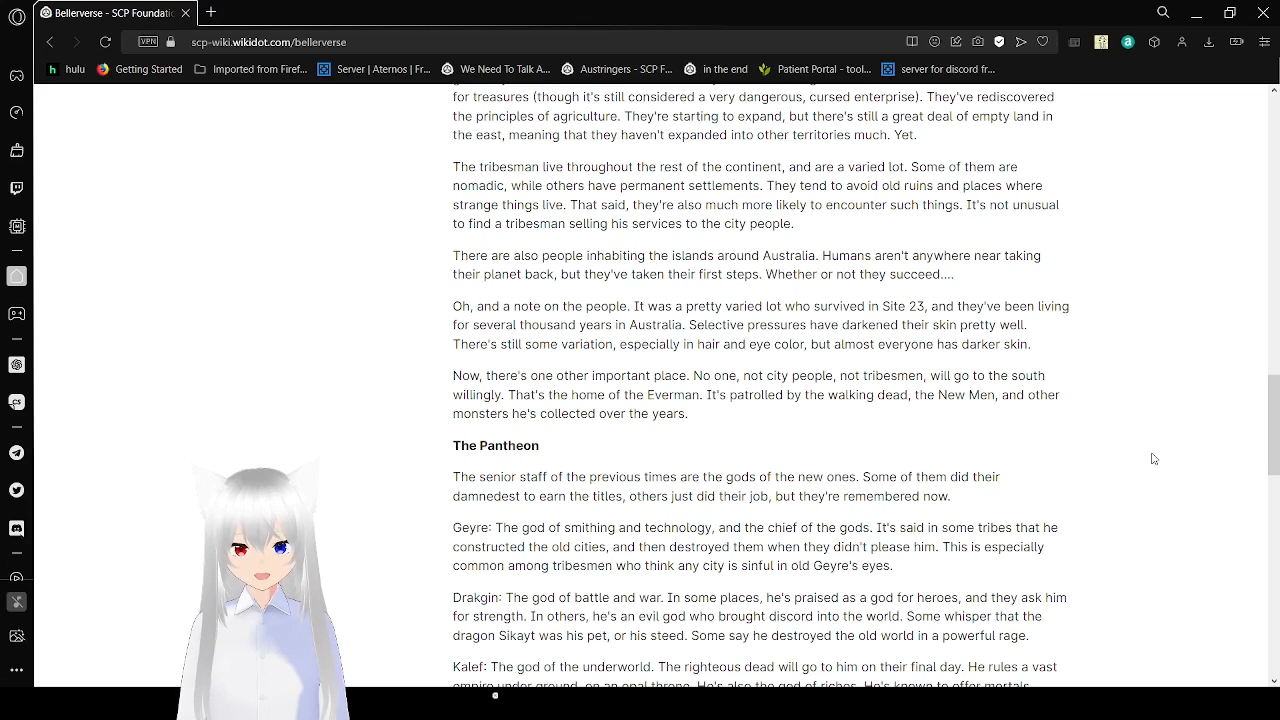 Bellerverse - SCP Foundatic
scp-wiki.wikidot.com/bellerverse
VPN
hulu
Getting Started
Imported from Firef...
Server | Aternos | Fr...
We Need To Talk A...
Austringers - SCP F...
in the end
Patient Portal - tool...
server for discord fr...
for treasures (though it's still considered a very dangerous, cursed enterprise). They've rediscovered
the principles of agriculture. They're starting to expand, but there's still a great deal of empty land in
the east, meaning that they haven't expanded into other territories much. Yet.
The tribesman live throughout the rest of the continent, and are a varied lot. Some of them are
nomadic, while others have permanent settlements. They tend to avoid old ruins and places where
strange things live. That said, they're also much more likely to encounter such things. It's not unusual
to find a tribesman selling his services to the city people.
There are also people inhabiting the islands around Australia. Humans aren't anywhere near taking
their planet back, but they've taken their first steps. Whether or not they succeed....
Oh, and a note on the people. It was a pretty varied lot who survived in Site 23, and they've been living
for several thousand years in Australia. Selective pressures have darkened their skin pretty well.
There's still some variation, especially in hair and eye color, but almost everyone has darker skin.
Now, there's one other important place. No one, not city people, not tribesmen, will go to the south
willingly. That's the home of the Everman. It's patrolled by the walking dead, the New Men, and other
monsters he's collected over the years.
The Pantheon
The senior staff of the previous times are the gods of the new ones. Some of them did their
damnedest to earn the titles, others just did their job, but they're remembered now.
Geyre: The god of smithing and technology, and the chief of the gods. It's said in some tribes that he
constructed the old cities, and then destroyed them when they didn't please him. This is especially
common among tribesmen who think any city is sinful in old Geyre's eyes.
Drakgin: The god of battle and war. In some places, he's praised as a god for heroes, and they ask him
for strength. In others, he's an evil god who brought discord into the world. Some whisper that the
dragon Sikayt was his pet, or his steed. Some say he destroyed the old world in a powerful rage.
Kalef: The god of the underworld. The righteous dead will go to him on their final day. He rules a vast
empire under ground, on an opal throne. He's also the god of riches. He's known to offer mortals